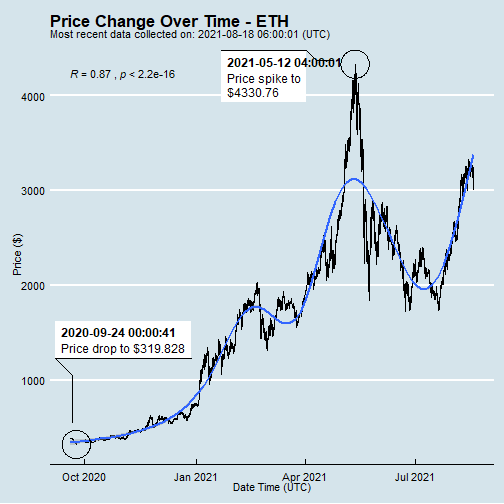 Price Change Over Time - ETH
Most recent data collected on: 2021-08-18 06:00:01 (UTC)
2021-05-12 04:00:01
Price spike to
$4330.76
R = 0.87 , p < 2.2e-16
4000
3000
Price ($)
2000
2020-09-24 00:00:41
Price drop to $319.828
1000
Oct 2020
Jan 2021
Apr 2021
Jul 2021
Date Time (UTC)